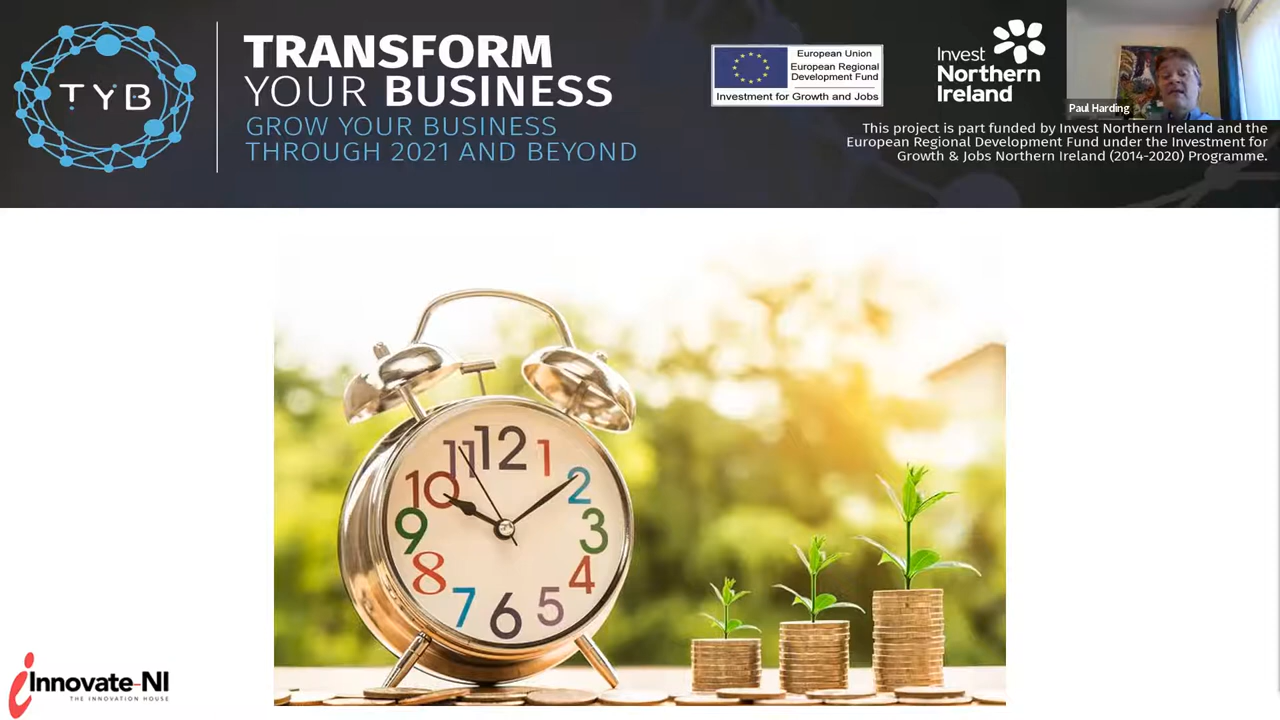 TYB
TRANSFORM
YOUR BUSINESS
GROW YOUR BUSINESS
THROUGH 2021 AND BEYOND
European Union
European Regional
Development Fund
Investment for Growth and Jobs
Invest
Northern
Ireland
Paul Harding
This project is part funded by Invest Northern Ireland and the
European Regional Development Fund under the Investment for
Growth & Jobs Northern Ireland (2014-2020) Programme.
12
1
2
3
4
5
6
7
8
9
10
11
innovate-NI
THE INNOVATION HOUSE